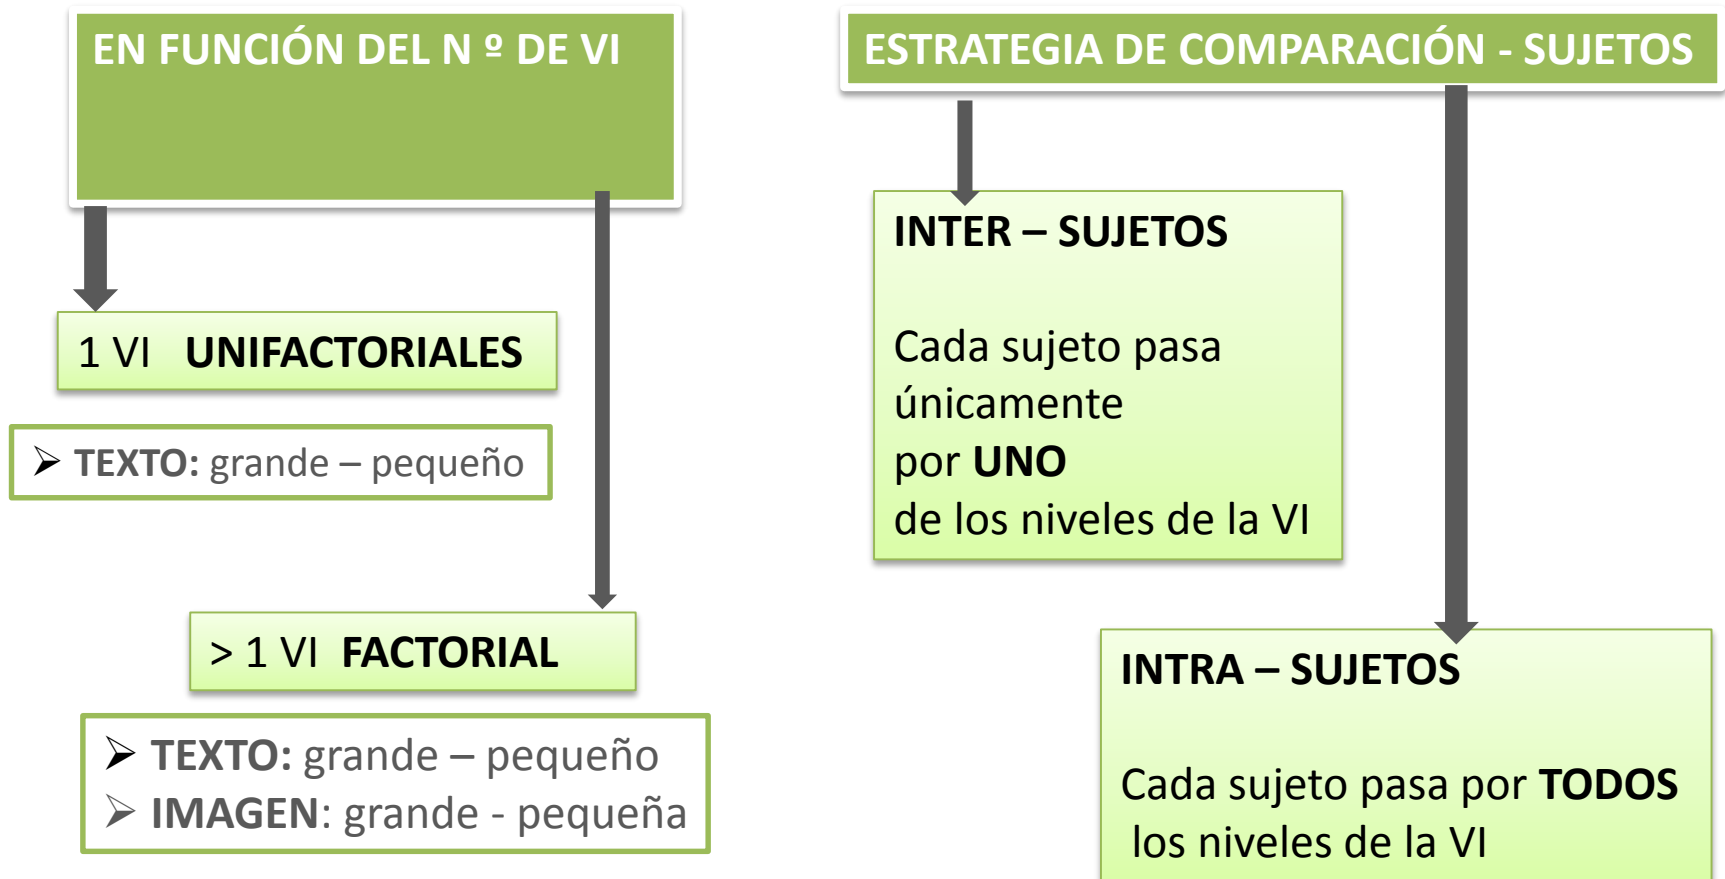 EN FUNCIÓN DEL N º DE VI
1 VI UNIFACTORIALES
➢ TEXTO: grande – pequeño
> 1 VI FACTORIAL
➢ TEXTO: grande – pequeño
➢ IMAGEN: grande - pequeña
ESTRATEGIA DE COMPARACIÓN - SUJETOS
INTER – SUJETOS
Cada sujeto pasa
únicamente
por UNO
de los niveles de la VI
INTRA – SUJETOS
Cada sujeto pasa por TODOS
los niveles de la VI